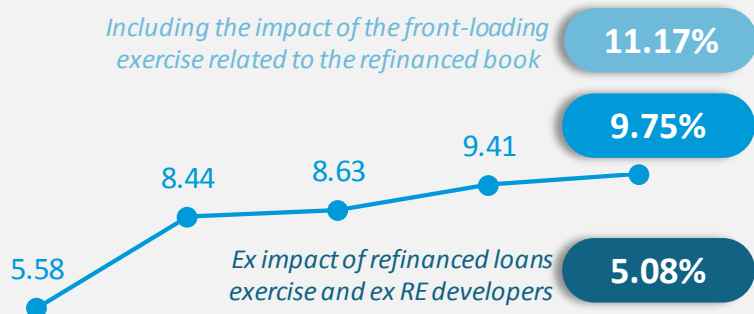 Including the impact of the front-loading
exercise related to the refinanced book
11.17%
9.75%
9.41
8.63
8.44
5.58
Ex impact of refinanced loans
exercise and ex RE developers
5.08%